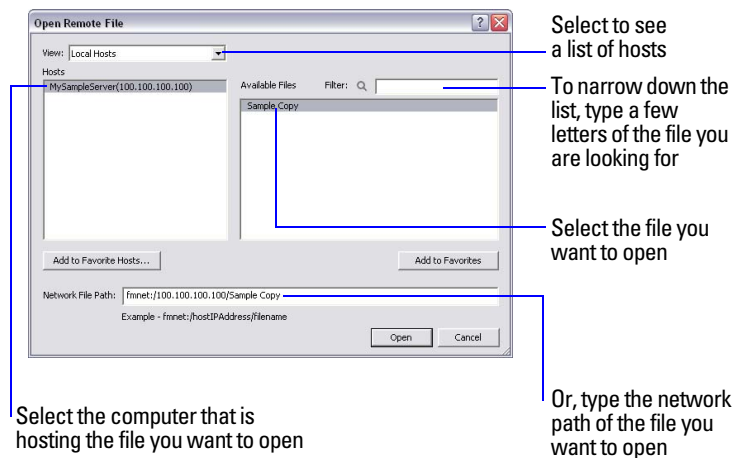 Open Remote File
View: Local Hosts
Hosts
MySampleServer(100.100.100.100)
Available Files Filter:
Sample Copy
Add to Favorite Hosts...
Add to Favorites
Network File Path: fmnet:/100.100.100.100/Sample Copy
Example - fmnet:/hostIPAddress/filename
Open Cancel
Select to see
a list of hosts
To narrow down the
list, type a few
letters of the file you
are looking for
Select the file you
want to open
Or, type the network
path of the file you
want to open
Select the computer that is
hosting the file you want to open